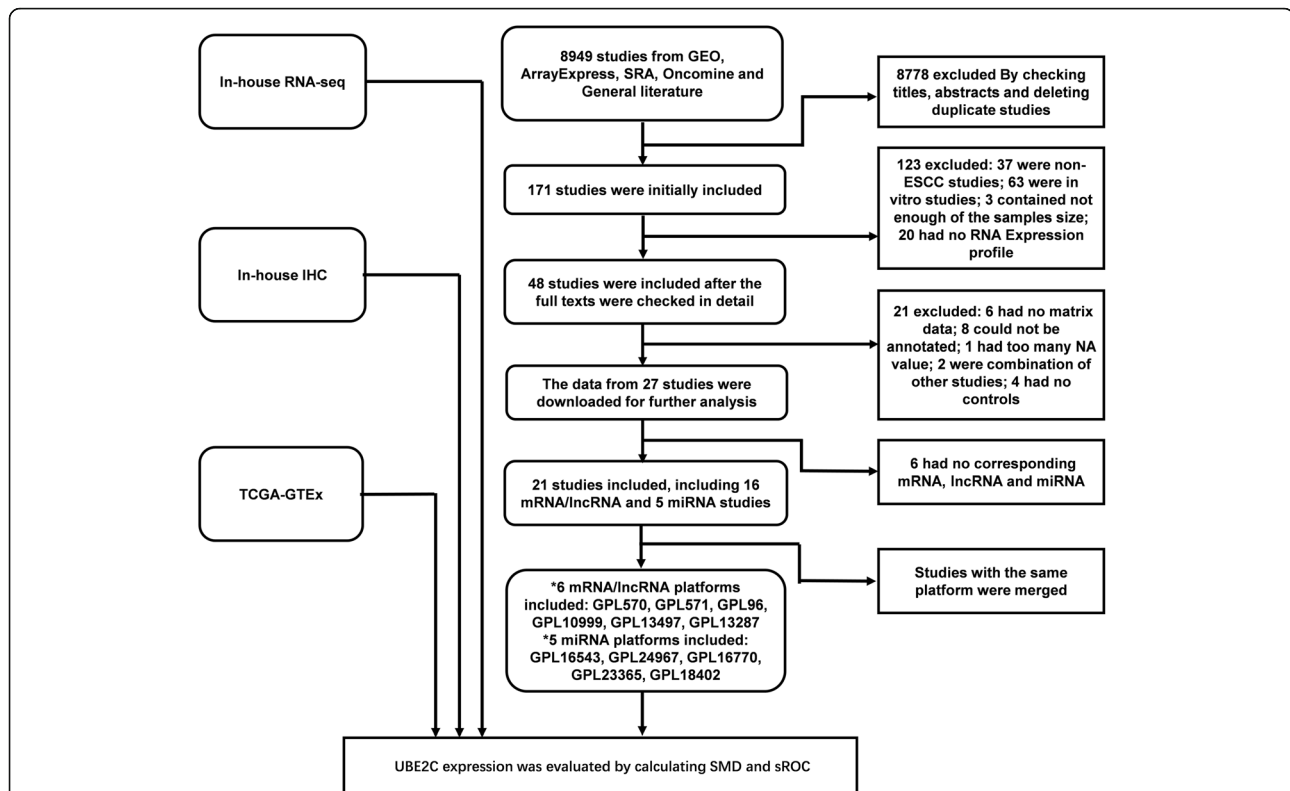 In-house RNA-seq
In-house IHC
TCGA-GTEx
8949 studies from GEO,
ArrayExpress, SRA, Oncomine and
General literature
8778 excluded By checking
titles, abstracts and deleting
duplicate studies
171 studies were initially included
123 excluded: 37 were non-
ESCC studies; 63 were in
vitro studies; 3 contained not
enough of the samples size;
20 had no RNA Expression
profile
48 studies were included after the
full texts were checked in detail
21 excluded: 6 had no matrix
data; 8 could not be
annotated; 1 had too many NA
value; 2 were combination of
other studies; 4 had no
controls
The data from 27 studies were
downloaded for further analysis
6 had no corresponding
mRNA, lncRNA and miRNA
21 studies included, including 16
mRNA/lncRNA and 5 miRNA studies
Studies with the same
platform were merged
*6 mRNA/lncRNA platforms
included: GPL570, GPL571, GPL96,
GPL10999, GPL13497, GPL13287
*5 miRNA platforms included:
GPL16543, GPL24967, GPL16770,
GPL23365, GPL18402
UBE2C expression was evaluated by calculating SMD and sROC